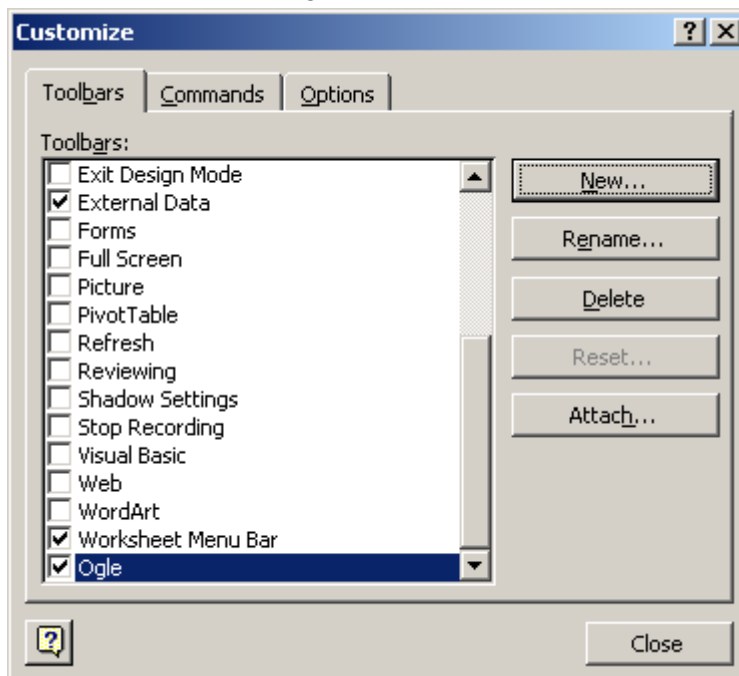 Customize
Toolbars Commands Options
Toolbars:
Exit Design Mode
External Data
Forms
Full Screen
Picture
PivotTable
Refresh
Reviewing
Shadow Settings
Stop Recording
Visual Basic
Web
WordArt
Worksheet Menu Bar
Ogle
New...
Rename...
Delete
Reset...
Attach...
Close